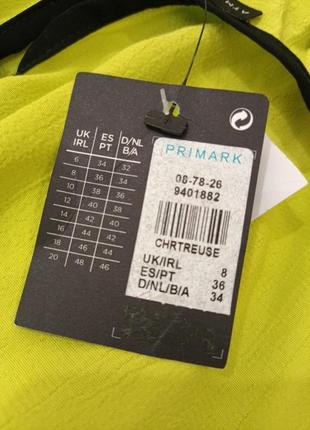 UK IRL ES PT D/NL B/A
6 34 32
8 36 34
10 38 36
12 40 38
14 42 40
16 44 42
18 46 44
20 48 46
PRIMARK
08-78-26
9401882
CHRTREUSE
UK/IRL 8
ES/PT 36
D/NL/B/A 34